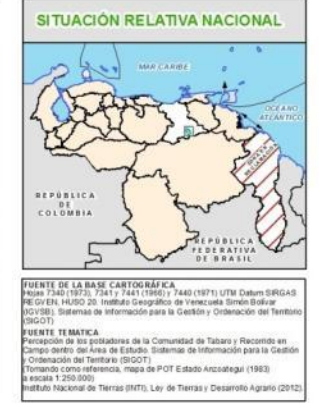 SITUACIÓN RELATIVA NACIONAL
MAR CARIBE
OCEANO
ATLANTICO
REPÚBLICA
DE
COLOMBIA
REPÚBLICA
FEDERATIVA
DE BRASIL
FUENTE DE LA BASE CARTOGRÁFICA
Hojas 7340 (1973), 7341 y 7441 (1966) y 7440 (1971) UTM Datum SIRGAS
REGVEN, HUSO 20. Instituto Geográfico de Venezuela Simón Bolívar
(IGVSB), Sistemas de Información para la Gestión y Ordenación del Territorio
(SIGOT)
FUENTE TEMATICA
Percepción de los pobladores de la Comunidad de Tabaro y Recorrido en
Campo dentro del Área de Estudio. Sistemas de Información para la Gestión
y Ordenación del Territorio (SIGOT)
(Tomando como referencia, mapa de POT Estado Anzoategui (1983)
a escala 1:250.000)
Instituto Nacional de Tierras (INTI), Ley de Tierras y Desarrollo Agrario (2012)